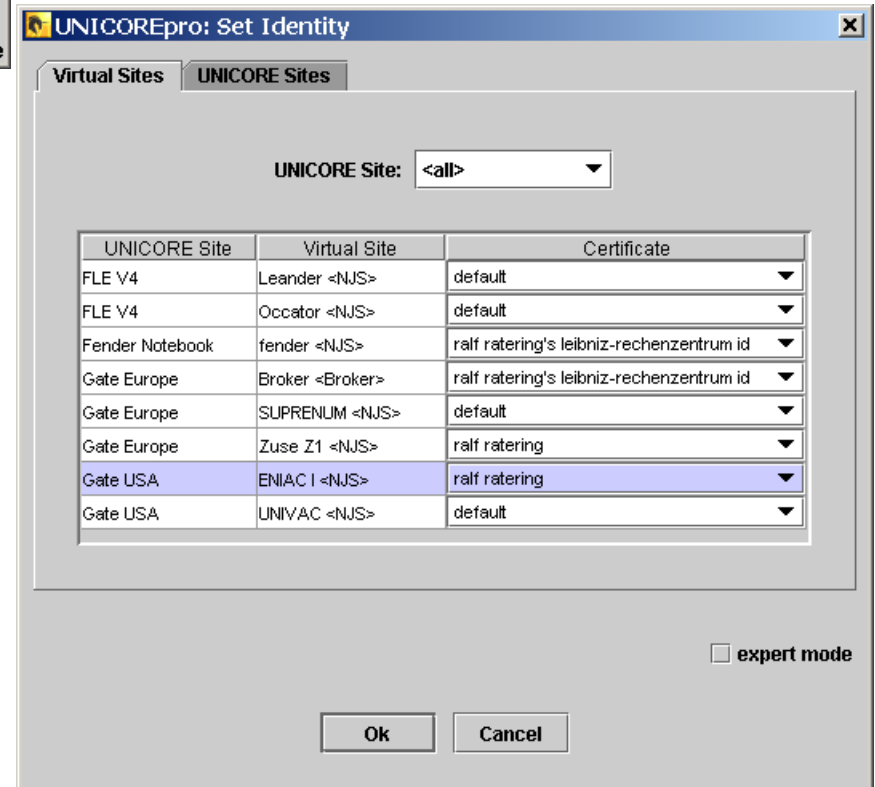 e
UNICOREpro: Set Identity
Virtual Sites UNICORE Sites
UNICORE Site: <all>
UNICORE Site Virtual Site Certificate
FLE V4 Leander <NJS> default
FLE V4 Occator <NJS> default
Fender Notebook fender <NJS> ralf ratering's leibniz-rechenzentrum id
Gate Europe Broker <Broker> ralf ratering's leibniz-rechenzentrum id
Gate Europe SUPRENUM <NJS> default
Gate Europe Zuse Z1 <NJS> ralf ratering
Gate USA ENIAC I <NJS> ralf ratering
Gate USA UNIVAC <NJS> default
expert mode
Ok Cancel